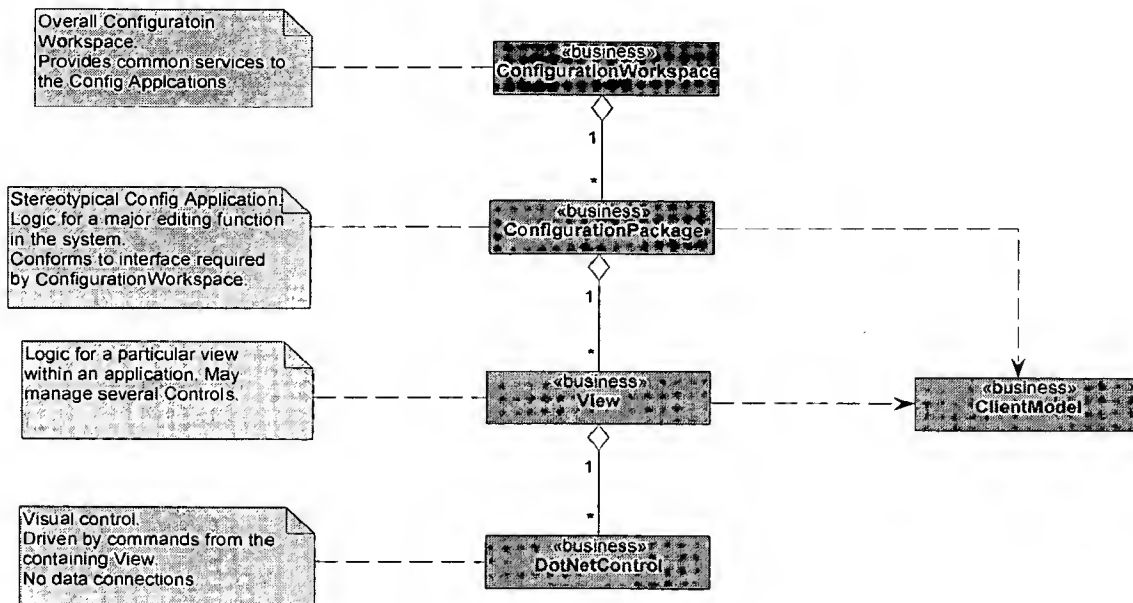 Overall Configuratoin
Workspace.
Provides common services to
the Config Applcations
«business»
ConfigurationWorkspace
1
*
Stereotypical Config Application.
Logic for a major editing function
in the system.
Conforms to interface required
by ConfigurationWorkspace.
«business»
ConfigurationPackage
1
*
Logic for a particular view
within an application. May
manage several Controls.
«business»
View
«business»
ClientModel
1
*
Visual control.
Driven by commands from the
containing View.
No data connections
«business»
DotNetControl